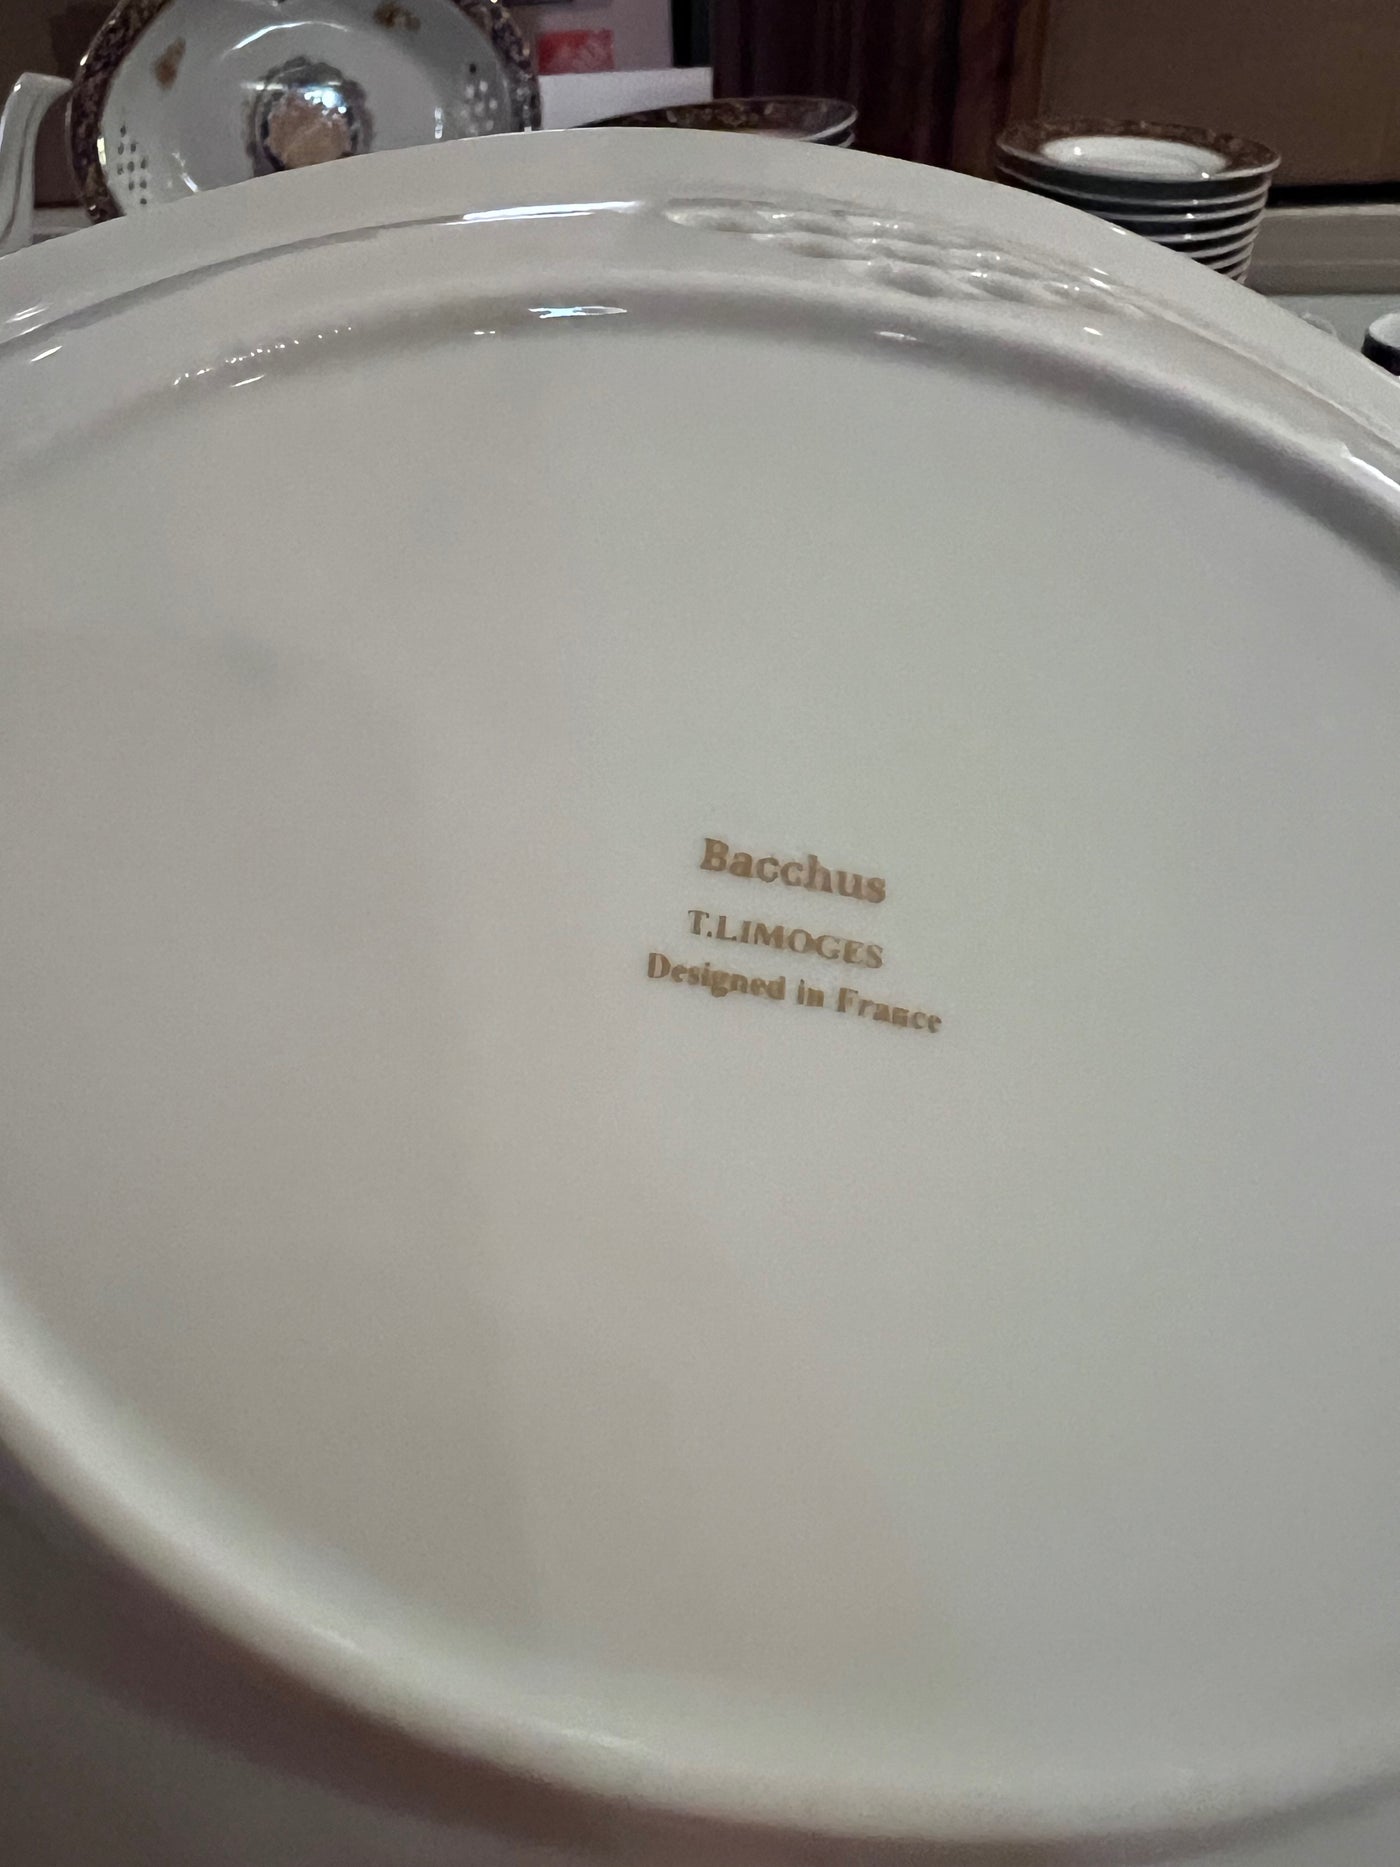 Bacchus
T.LIMOGES
Designed in France